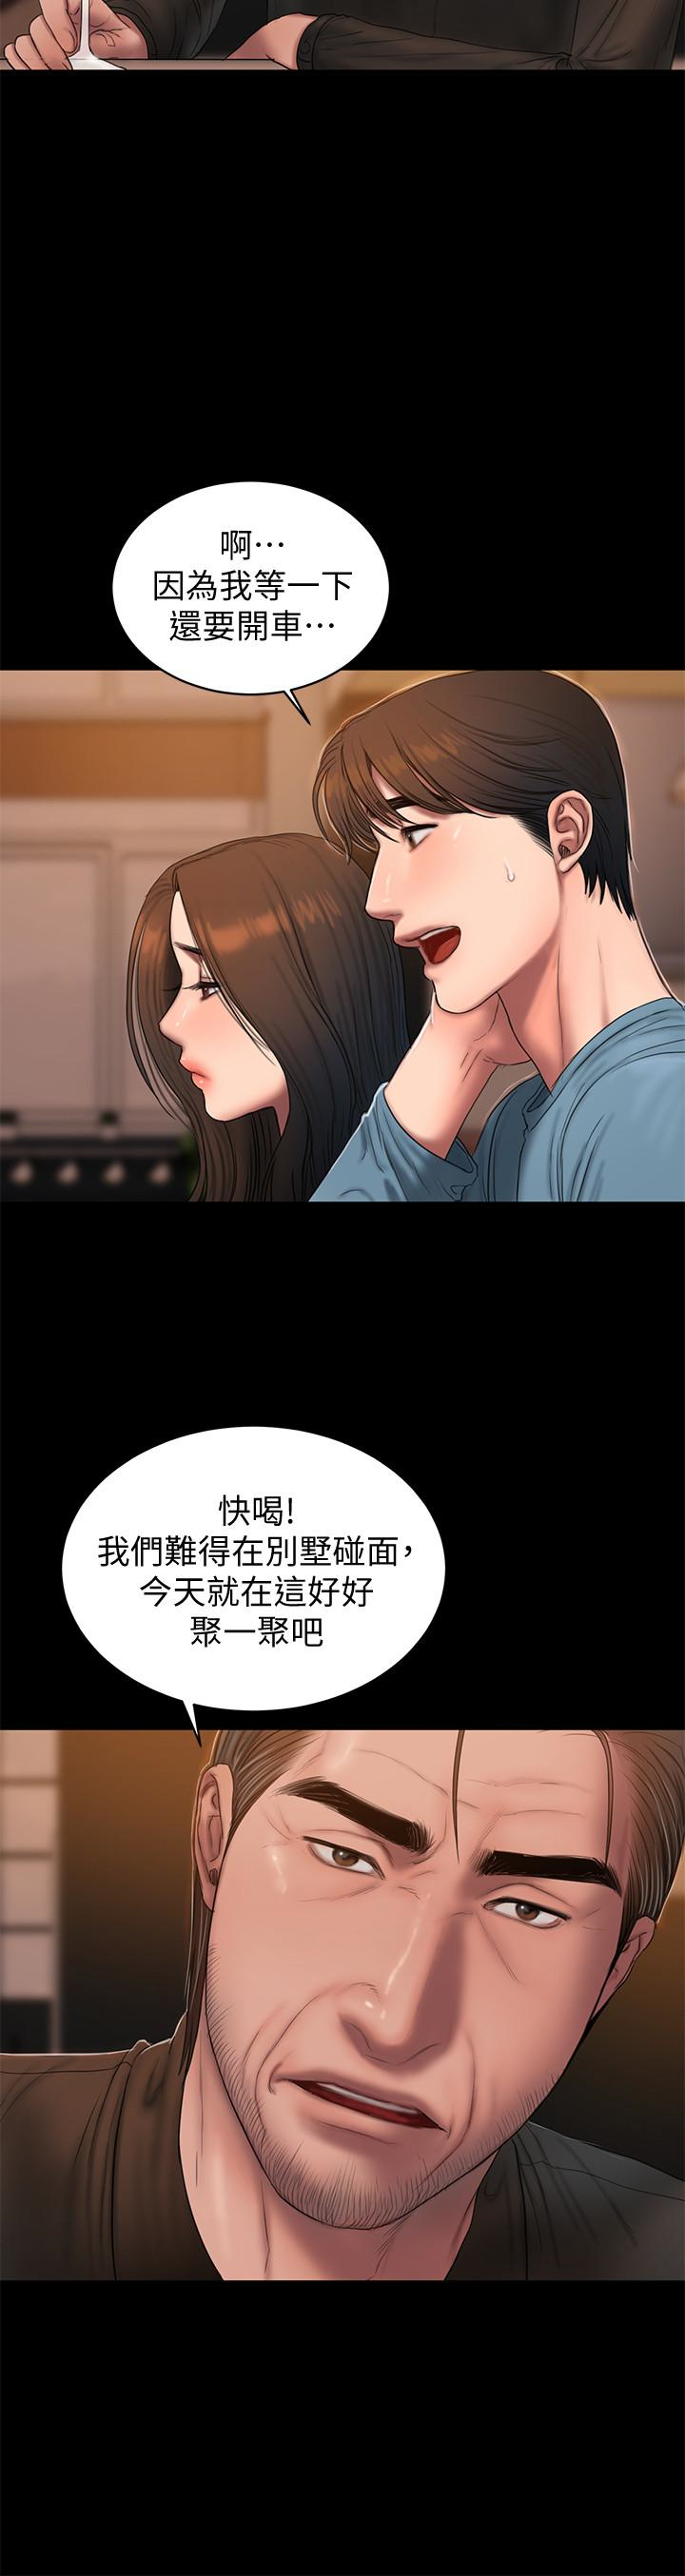 啊⋯
因為我等一下
還要開車⋯
快喝!
我們難得在別墅碰面，
今天就在這好好
聚一聚吧